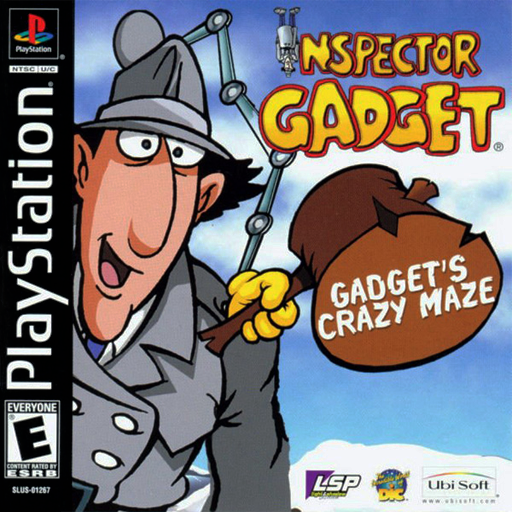 PlayStation
NTSC U/C
PlayStation
INSPECTOR
GADGET
®
GADGET'S
CRAZY MAZE
EVERYONE
E
CONTENT RATED BY
ESRB
SLUS-01267
LSP
DIC
Ubi Soft
www.ubisoft.com